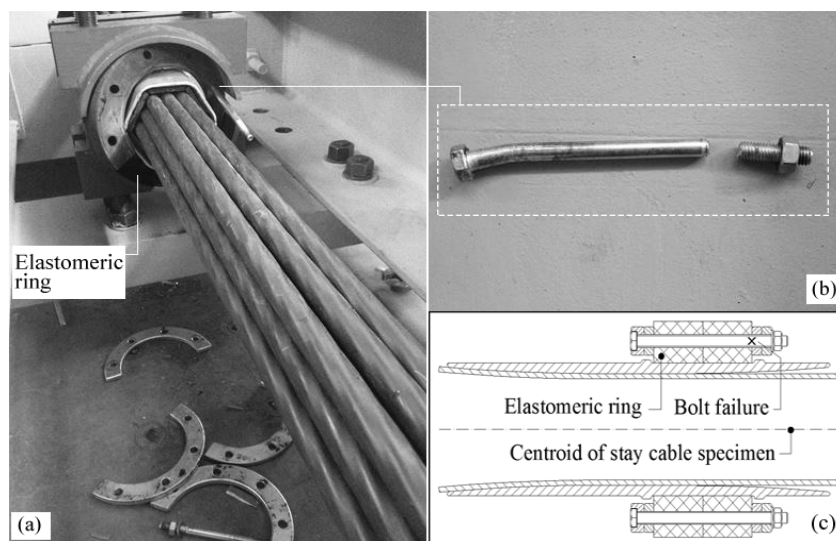 Elastomeric
ring
(a)
(b)
Elastomeric ring
Bolt failure
Centroid of stay cable specimen
(c)